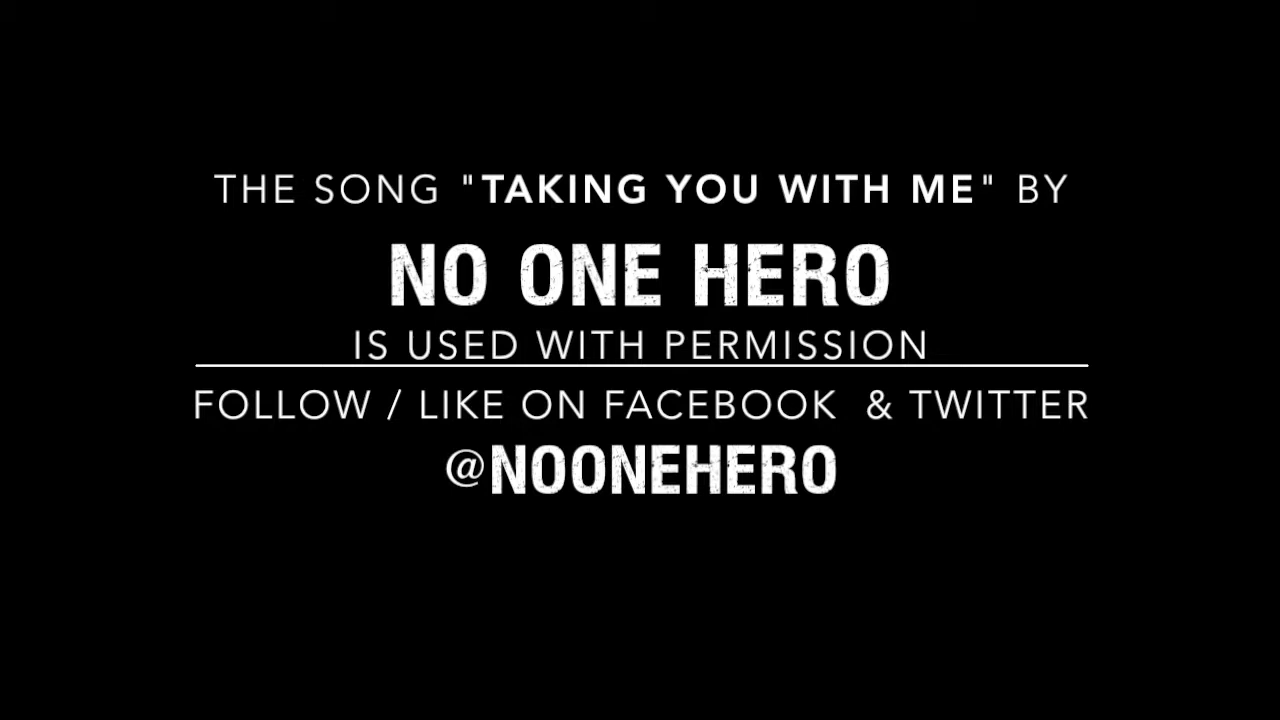 THE SONG "TAKING YOU WITH ME" BY
NO ONE HERO
IS USED WITH PERMISSION
FOLLOW / LIKE ON FACEBOOK & TWITTER
@NOONEHERO